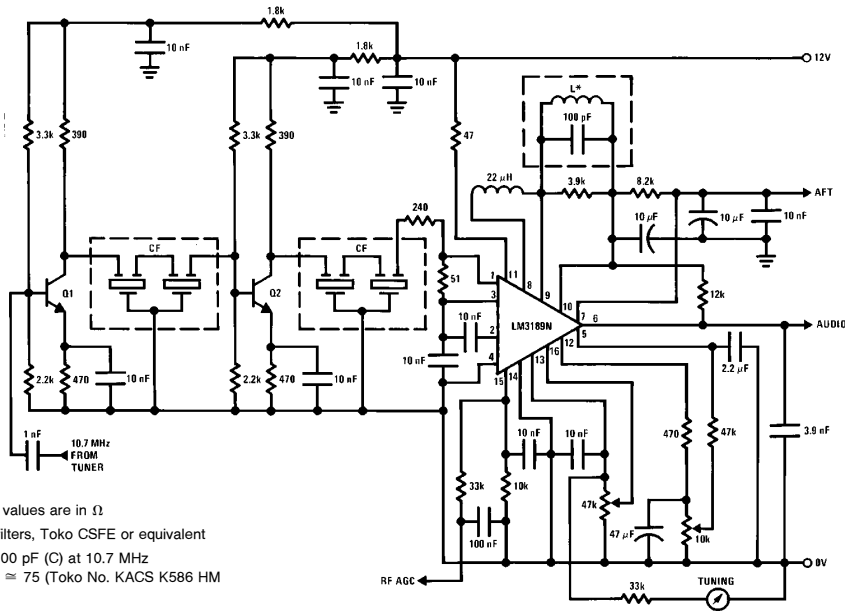 1.8k
10 nF
1.8k
12V
10 nF
10 nF
L*
100 pF
3.3k
390
3.3k
390
47
22 μH
3.9k
8.2k
AFT
240
10 μF
10 μF
10 nF
CF
CF
51
1
11
8
9
10
12k
Q1
Q2
3
LM3189N
7
6
AUDIO
10 nF
2
5
12
16
13
4
14
15
2.2 μF
10 nF
2.2k
470
10 nF
2.2k
470
10 nF
1 nF
10.7 MHz
FROM
TUNER
10 nF
10 nF
470
47k
3.9 nF
33k
10k
47k
47 μF
10k
100 nF
values are in Ω
ilters, Toko CSFE or equivalent
00 pF (C) at 10.7 MHz
≅ 75 (Toko No. KACS K586 HM
0V
RF AGC
33k
TUNING